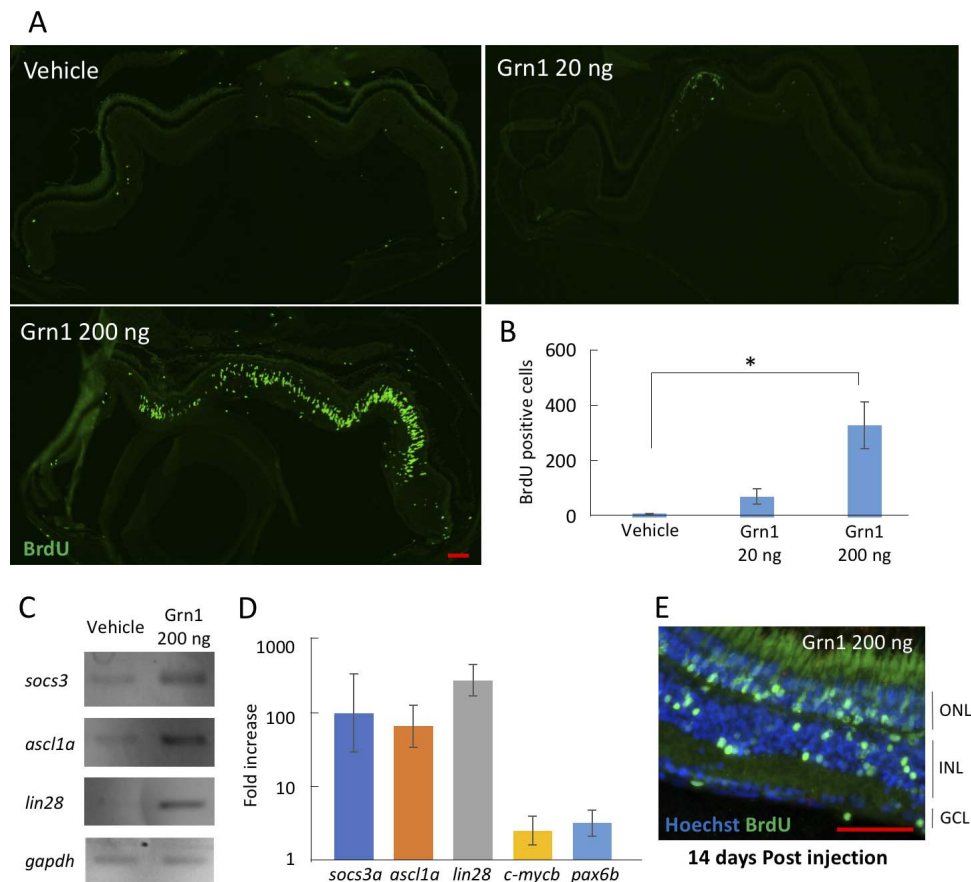 A
Vehicle
Grn1 20 ng
Grn1 200 ng
BrdU
B
BrdU positive cells
600
400
200
0
*
Vehicle
Grn1
20 ng
Grn1
200 ng
C
Vehicle
Grn1
200 ng
socs3
ascl1a
lin28
gapdh
D
Fold increase
1000
100
10
1
socs3a ascl1a lin28 c-mycb pax6b
E
Grn1 200 ng
ONL
INL
GCL
Hoechst BrdU
14 days Post injection